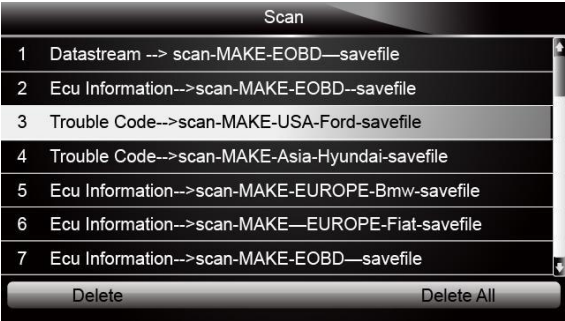 Scan
1 Datastream --> scan-MAKE-EOBD—savefile
2 Ecu Information-->scan-MAKE-EOBD--savefile
3 Trouble Code-->scan-MAKE-USA-Ford-savefile
4 Trouble Code-->scan-MAKE-Asia-Hyundai-savefile
5 Ecu Information-->scan-MAKE-EUROPE-Bmw-savefile
6 Ecu Information-->scan-MAKE—EUROPE-Fiat-savefile
7 Ecu Information-->scan-MAKE-EOBD—savefile
Delete Delete All